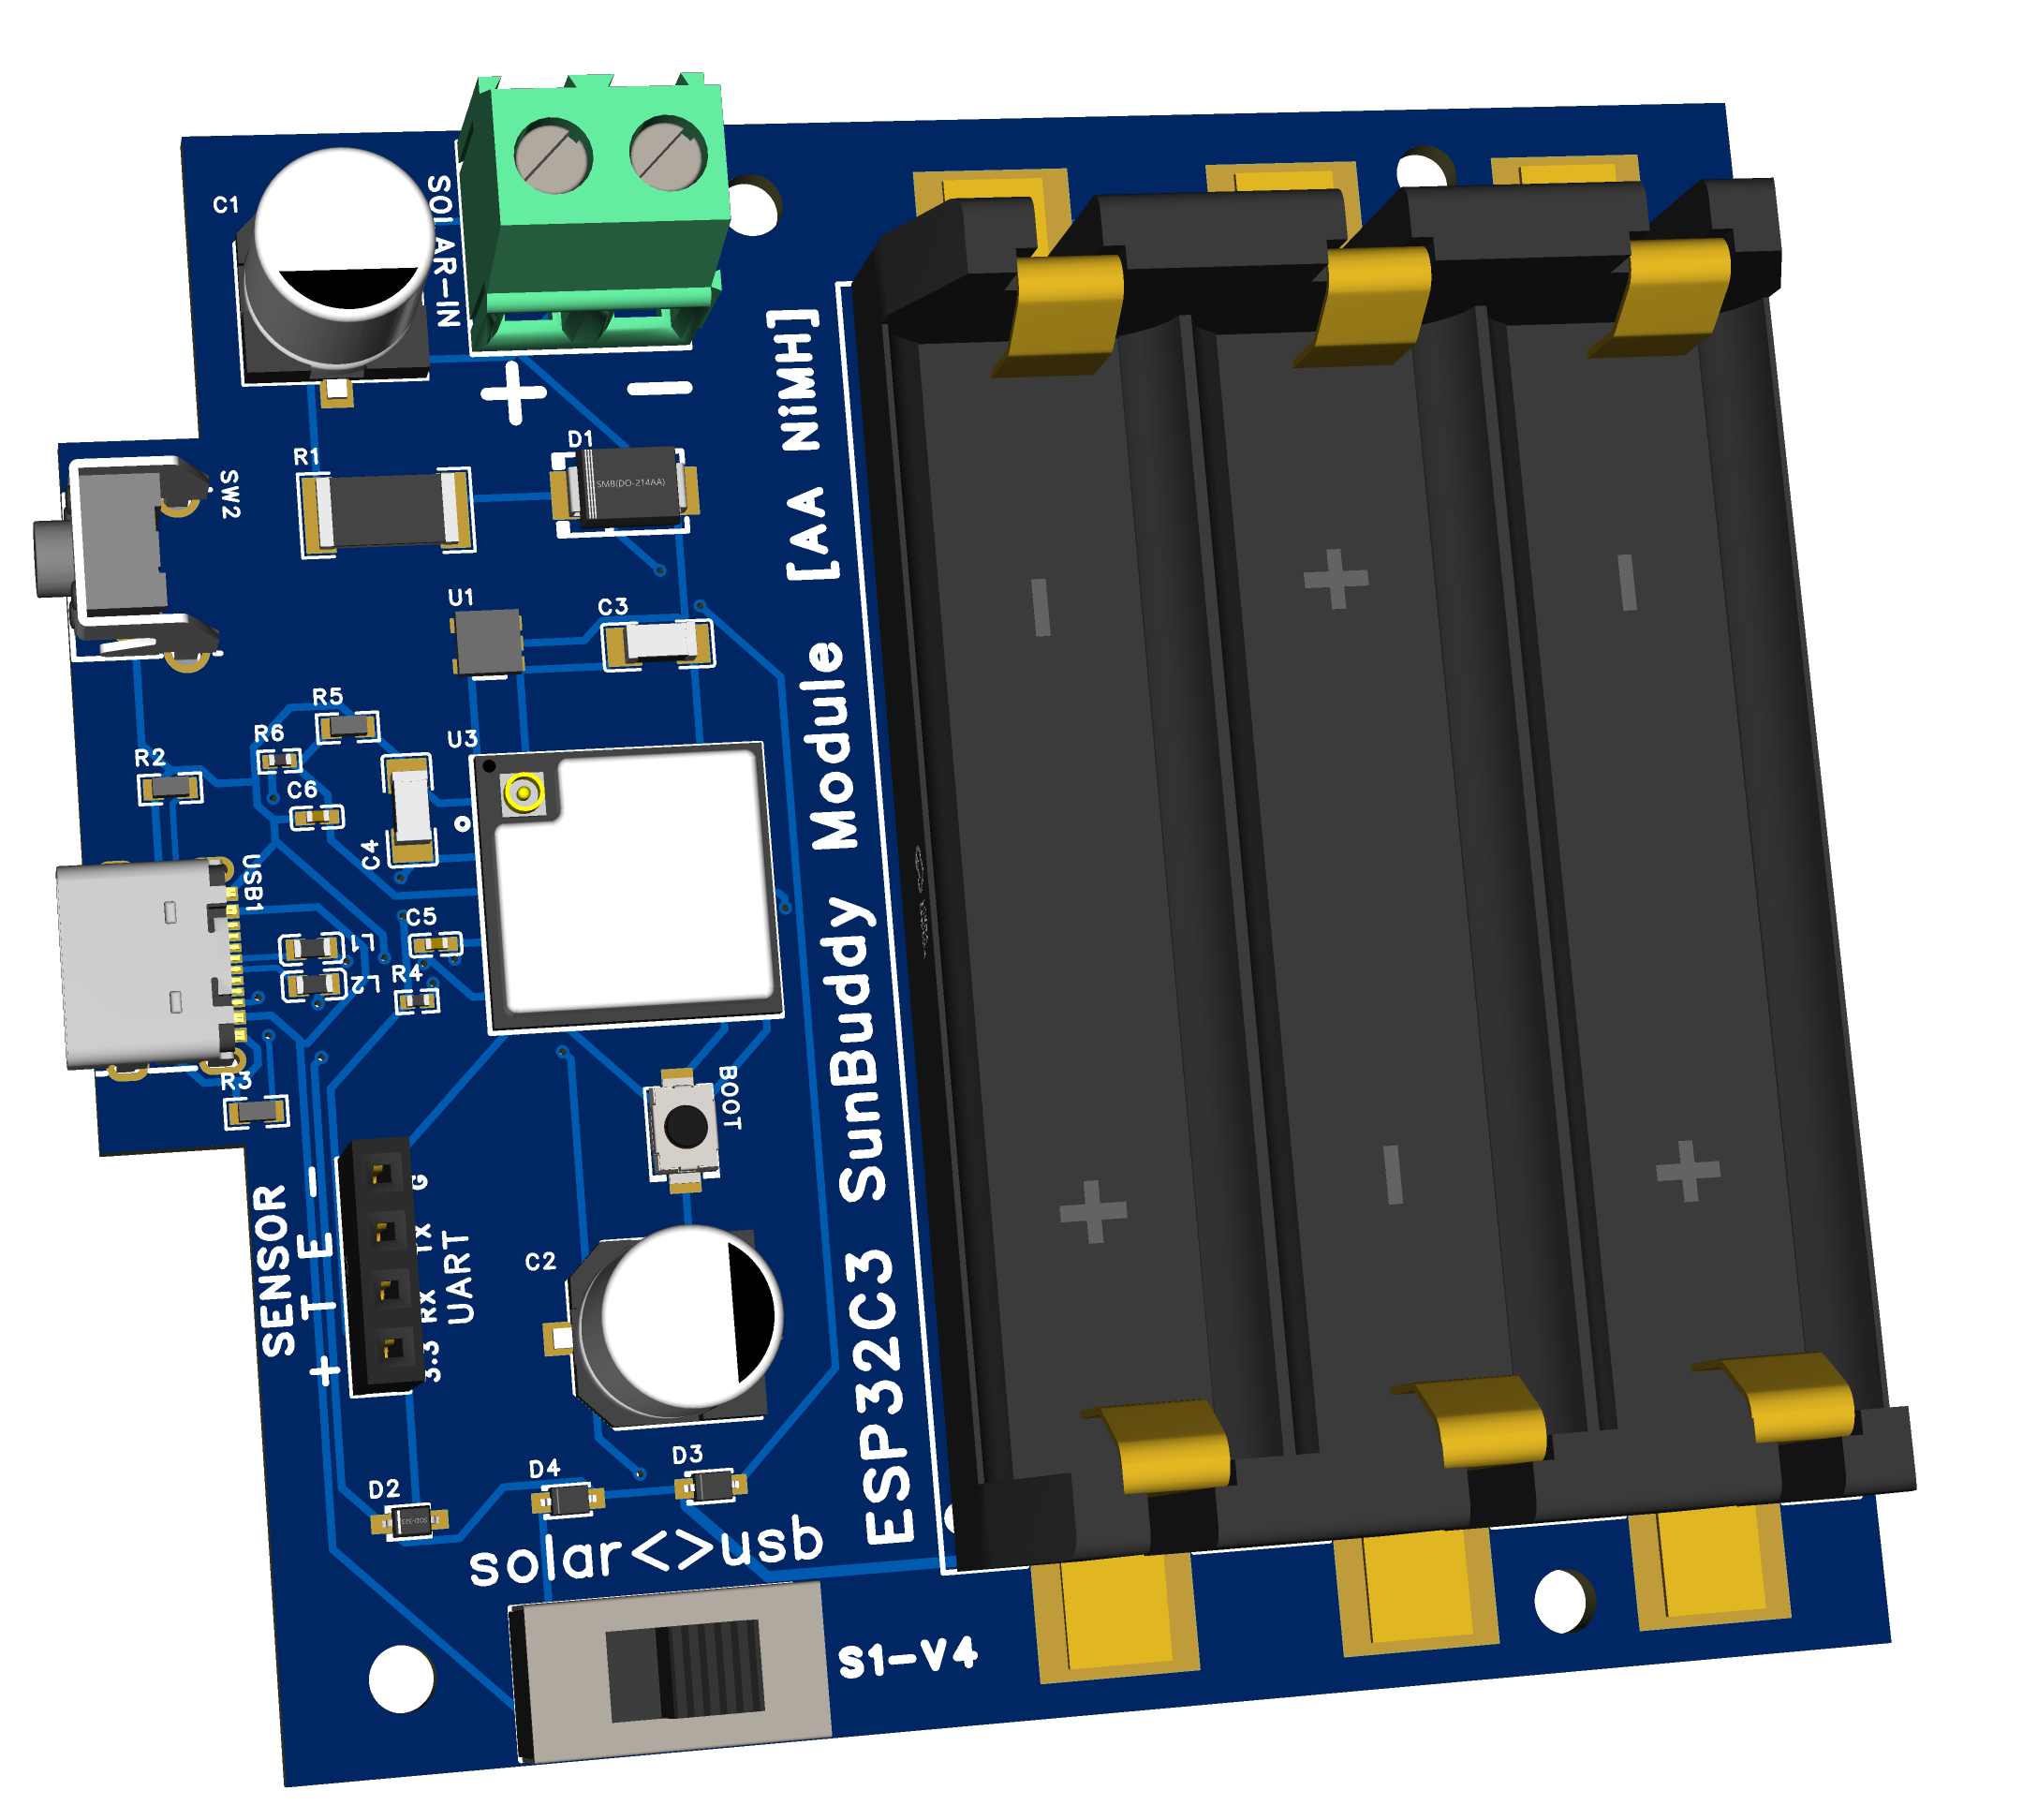 C1
SOLAR-IN
+ −
[AA NiMH]
R1
D1
SMB(DO-214AA)
SW2
U1
C3
R5
R6
R2
C6
U3
C4
USB1
C5
L1
L2
R4
R3
BOOT
ESP32C3 SunBuddy Module
SENSOR
+ T E -
G
TX
RX
3.3
UART
C2
D2
D4
D3
solar<>usb
S1-V4
− + −
+ − +